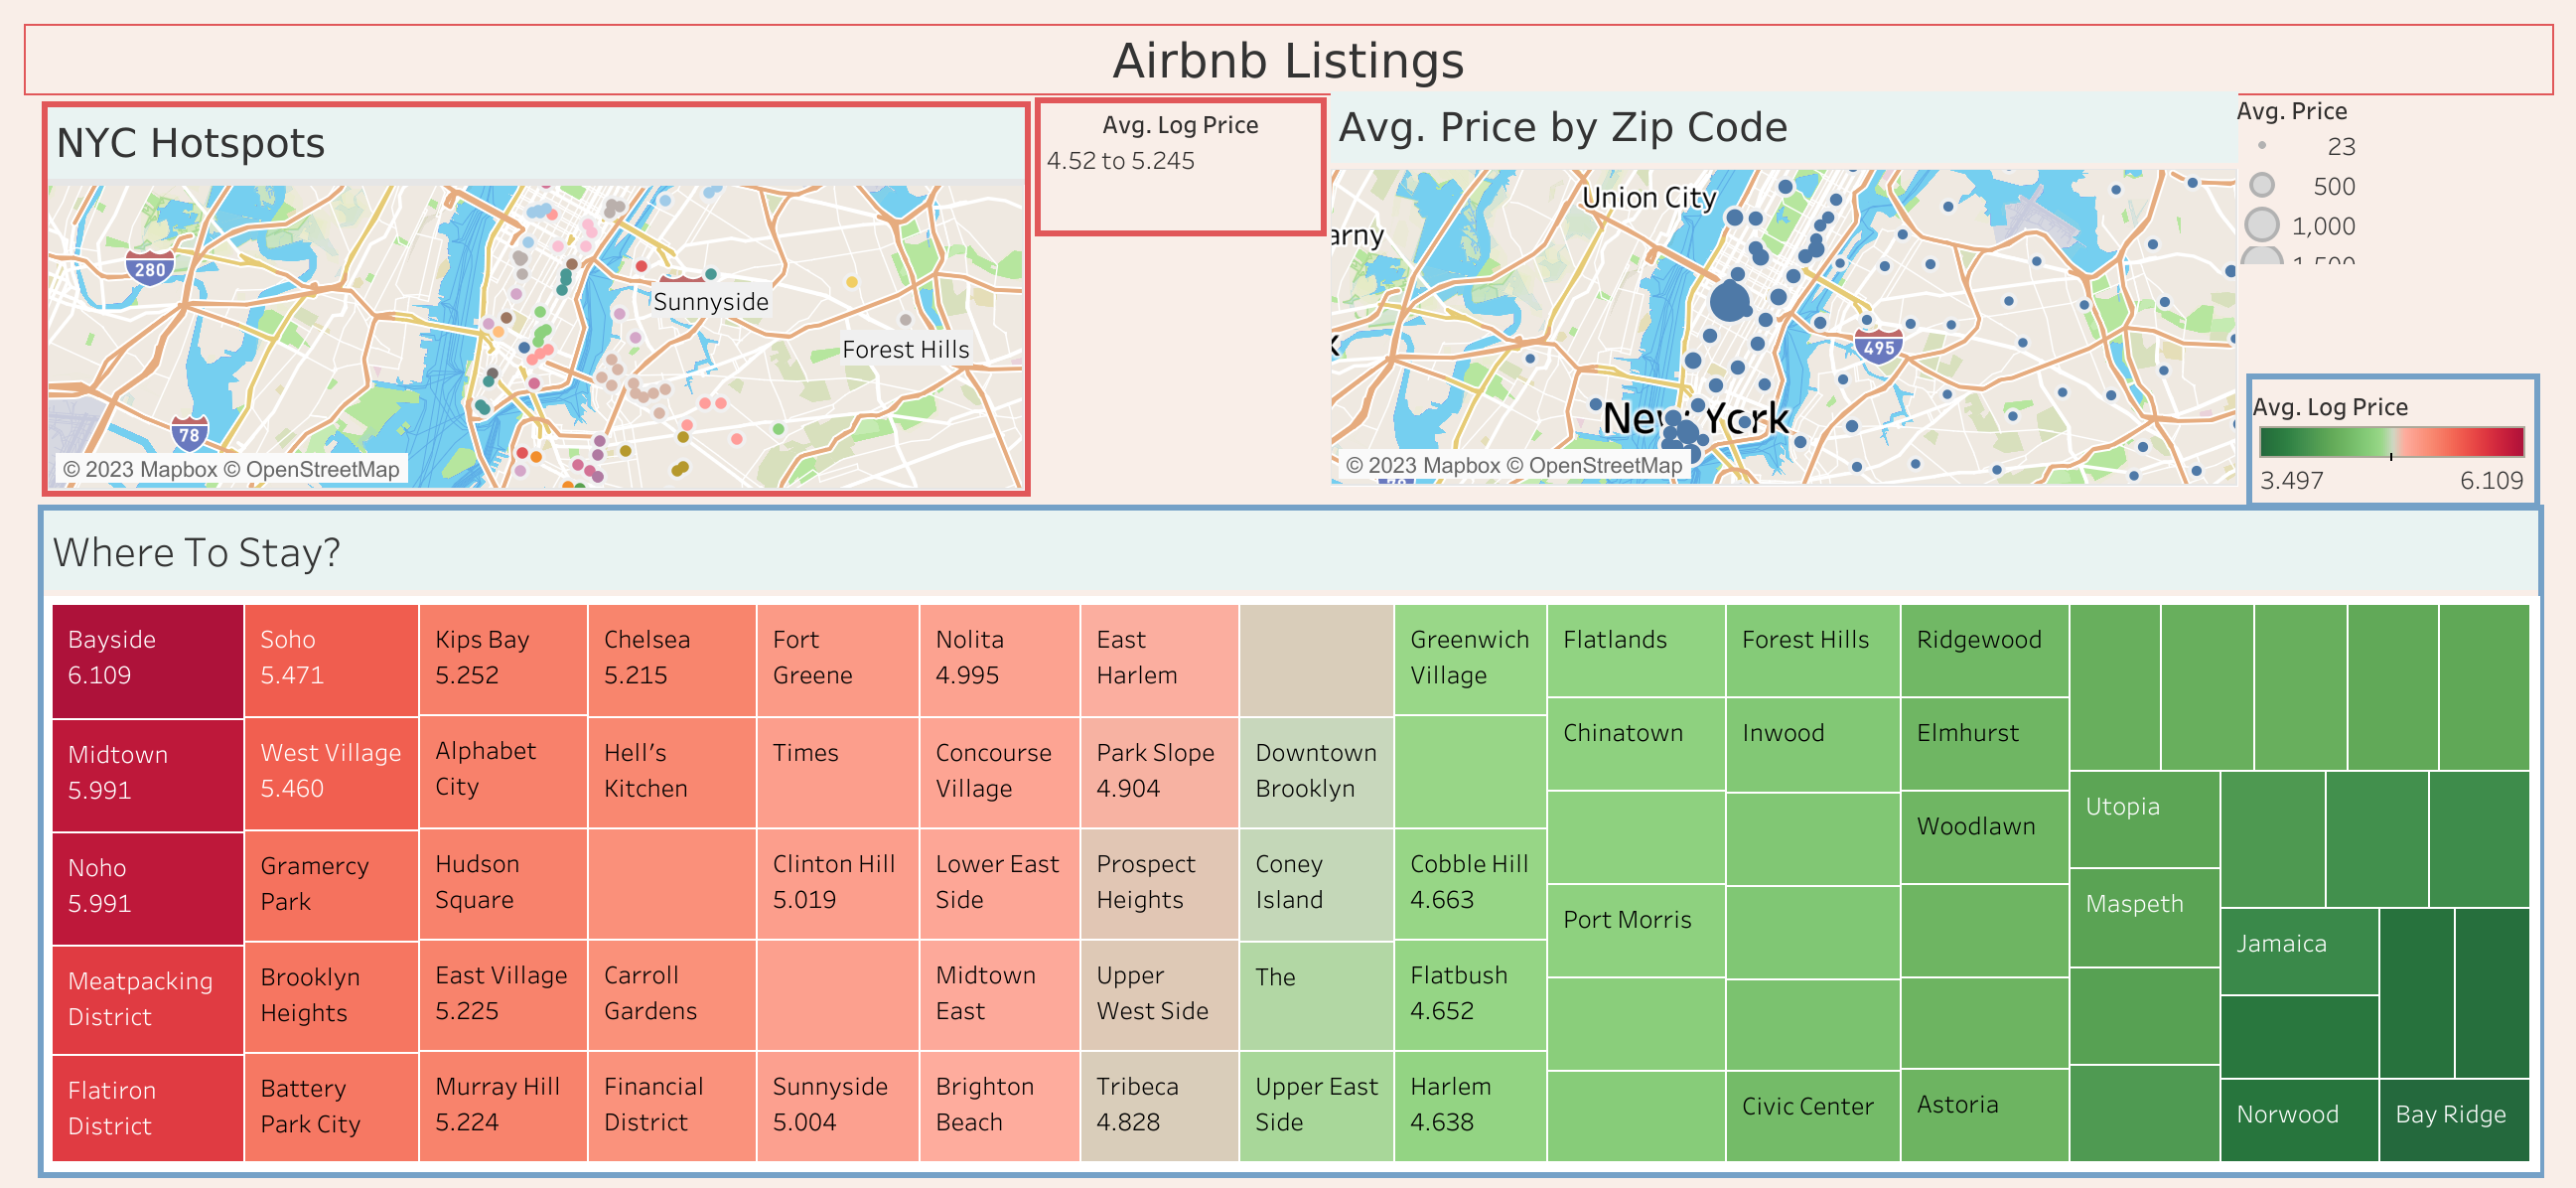 Airbnb Listings
NYC Hotspots
280
Sunnyside
Forest Hills
78
© 2023 Mapbox © OpenStreetMap
Avg. Log Price
4.52 to 5.245
Avg. Price by Zip Code
Union City
arny
495
New York
© 2023 Mapbox © OpenStreetMap
Avg. Price
23
500
1,000
1,500
Avg. Log Price
3.497
6.109
Where To Stay?
Bayside
6.109
Midtown
5.991
Noho
5.991
Meatpacking
District
Flatiron
District
Soho
5.471
West Village
5.460
Gramercy
Park
Brooklyn
Heights
Battery
Park City
Kips Bay
5.252
Alphabet
City
Hudson
Square
East Village
5.225
Murray Hill
5.224
Chelsea
5.215
Hell's
Kitchen
Carroll
Gardens
Financial
District
Fort
Greene
Times
Clinton Hill
5.019
Sunnyside
5.004
Nolita
4.995
Concourse
Village
Lower East
Side
Midtown
East
Brighton
Beach
East
Harlem
Park Slope
4.904
Prospect
Heights
Upper
West Side
Tribeca
4.828
Downtown
Brooklyn
Coney
Island
The
Upper East
Side
Greenwich
Village
Cobble Hill
4.663
Flatbush
4.652
Harlem
4.638
Flatlands
Chinatown
Port Morris
Forest Hills
Inwood
Civic Center
Ridgewood
Elmhurst
Woodlawn
Astoria
Utopia
Maspeth
Jamaica
Norwood
Bay Ridge